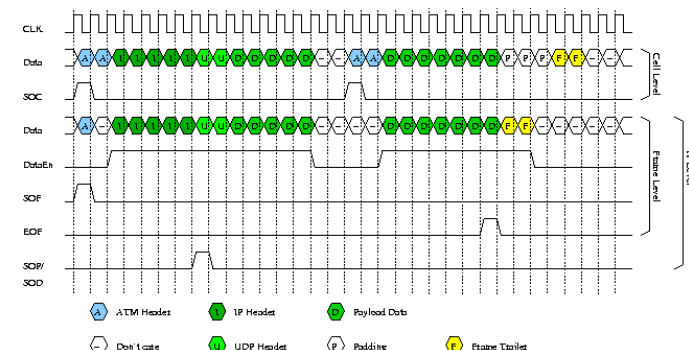 CLK
Data A A I I I I I U U D D D D D - - A A D D D D D D D P P P F F - -
Cell Level
SOC
Data A - I I I I I U U D D D D D - - - - D D D D D D D F F - - - - -
DataEn
Frame Level
SOF
EOF
SOP/
SOD
A ATM Header I IP Header D Payload Data
- Don't care U UDP Header P Padding F Frame Trailer